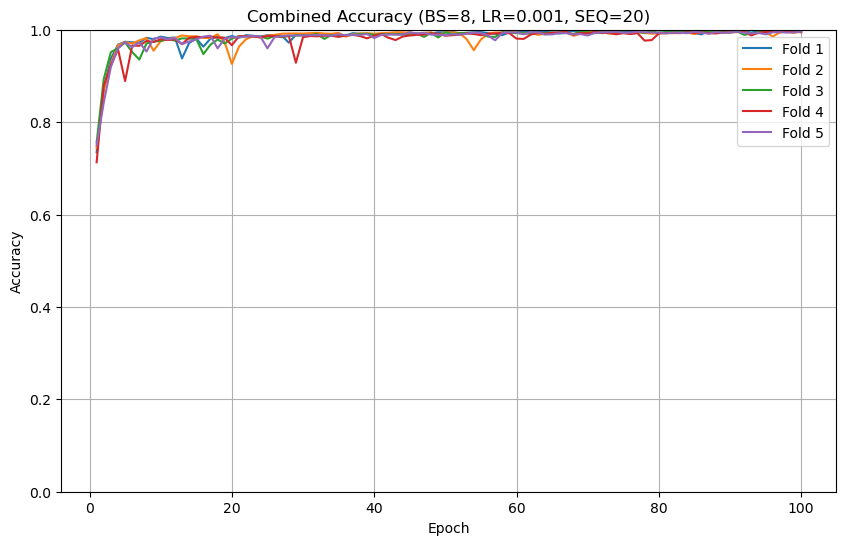 Combined Accuracy (BS=8, LR=0.001, SEQ=20)
Accuracy
1.0
0.8
0.6
0.4
0.2
0.0
Fold 1
Fold 2
Fold 3
Fold 4
Fold 5
0 20 40 60 80 100
Epoch